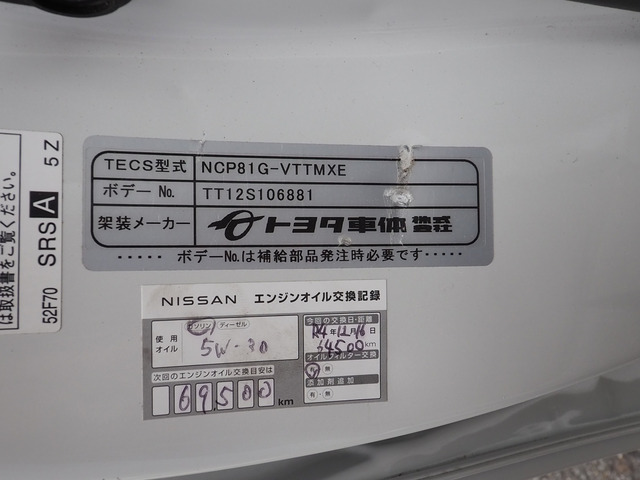 TECS型式 NCP81G-VTTMXE
ボデー No. TT12S106881
架装メーカー トヨタ車体 株式会社
‥‥‥ ボデーNo.は補給部品発注時必要です ‥‥‥
は取扱書をご覧ください。
52F70 SRS A 5Z
NISSAN エンジンオイル交換記録
使用オイル ガソリン ディーゼル
5W-30
今回の交換日・距離
R4年12月16日
64500km
オイルフィルター交換
有・無
次回のエンジンオイル交換目安は
69,500 km
添加剤追加
有・無